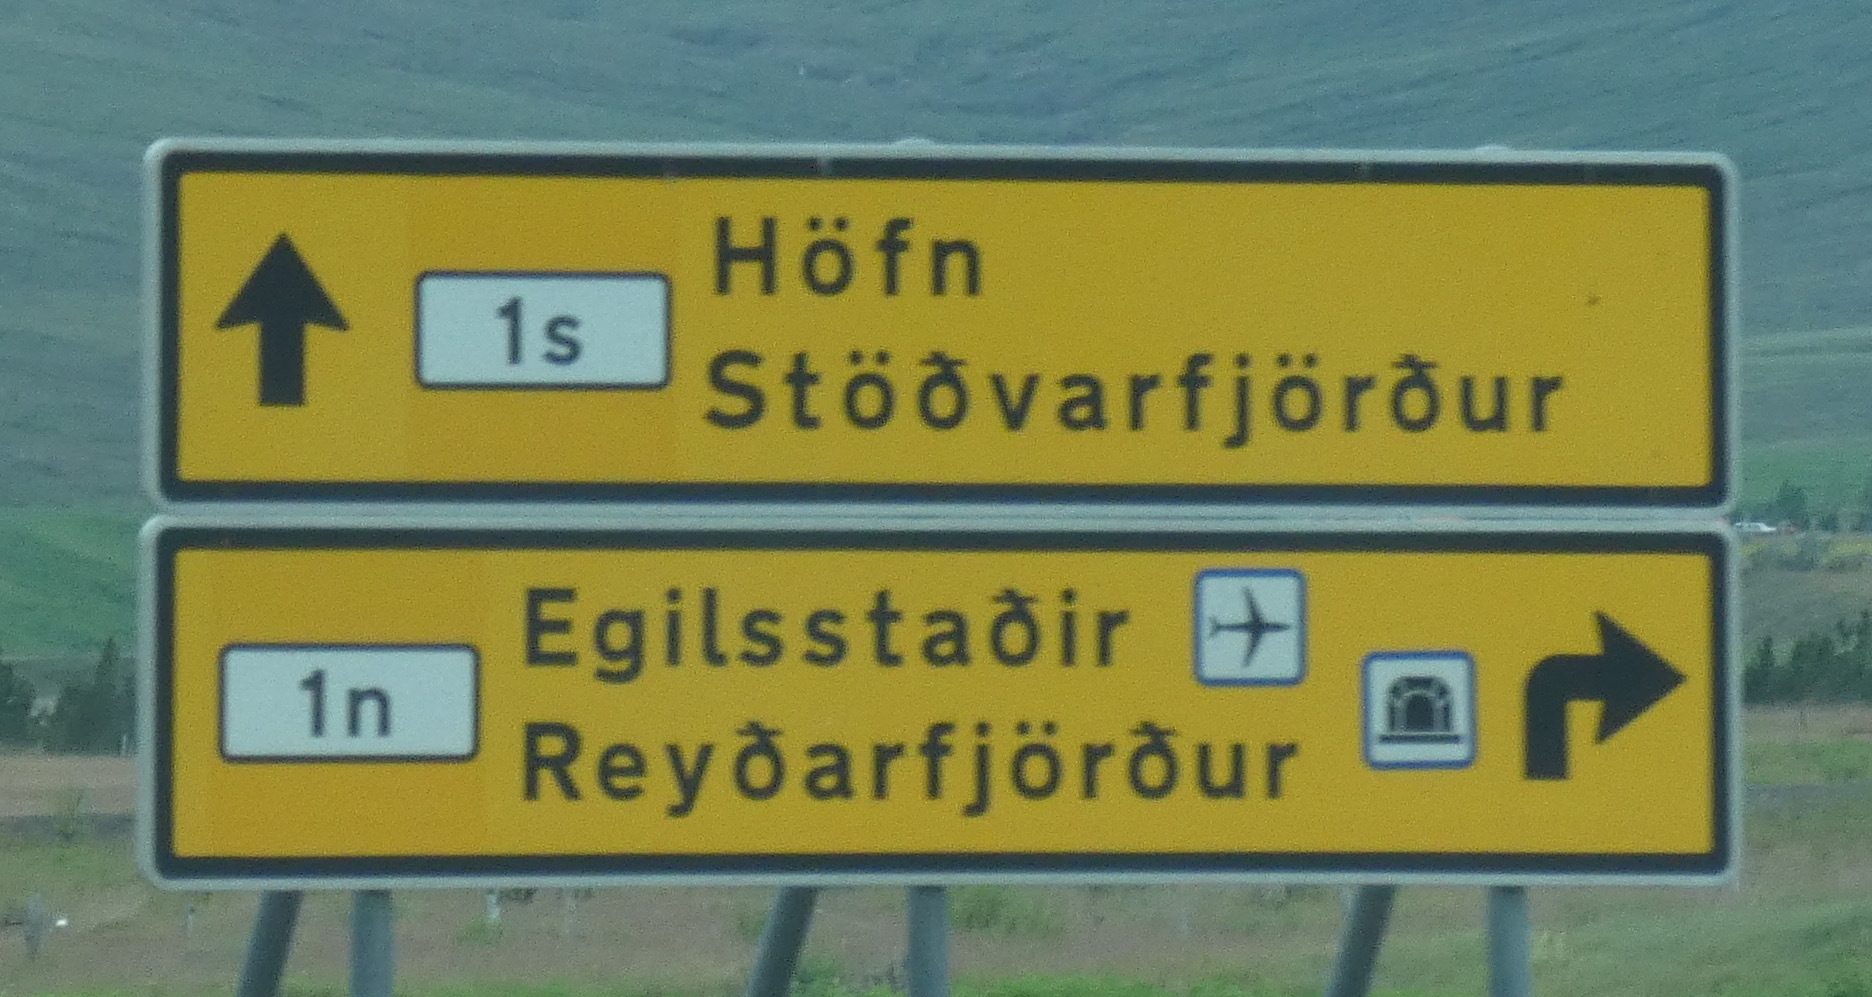 1s
Höfn
Stöðvarfjörður
1n
Egilsstaðir
Reyðarfjörður